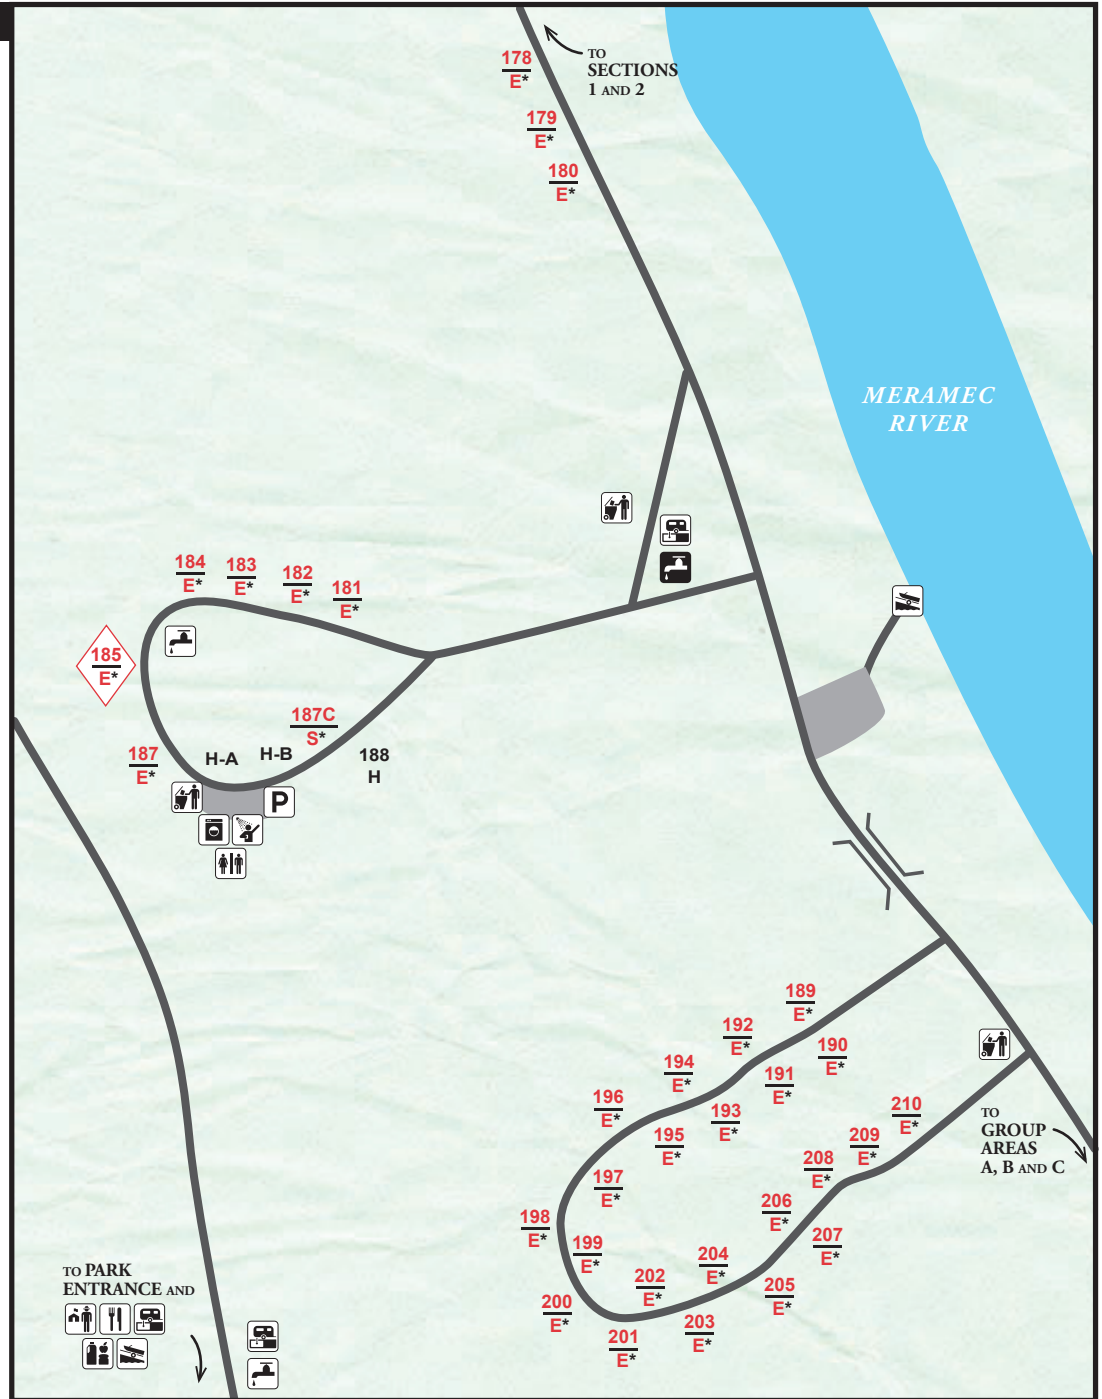 TO
SECTIONS
1 AND 2
178
E*
179
E*
180
E*
MERAMEC
RIVER
184
E*
183
E*
182
E*
181
E*
185
E*
187C
S*
187
E*
H-A
H-B
188
H
P
189
E*
192
E*
190
E*
194
E*
191
E*
196
E*
193
E*
195
E*
210
E*
209
E*
208
E*
TO
GROUP
AREAS
A, B AND C
197
E*
206
E*
198
E*
207
E*
199
E*
204
E*
202
E*
205
E*
200
E*
203
E*
201
E*
TO PARK
ENTRANCE AND